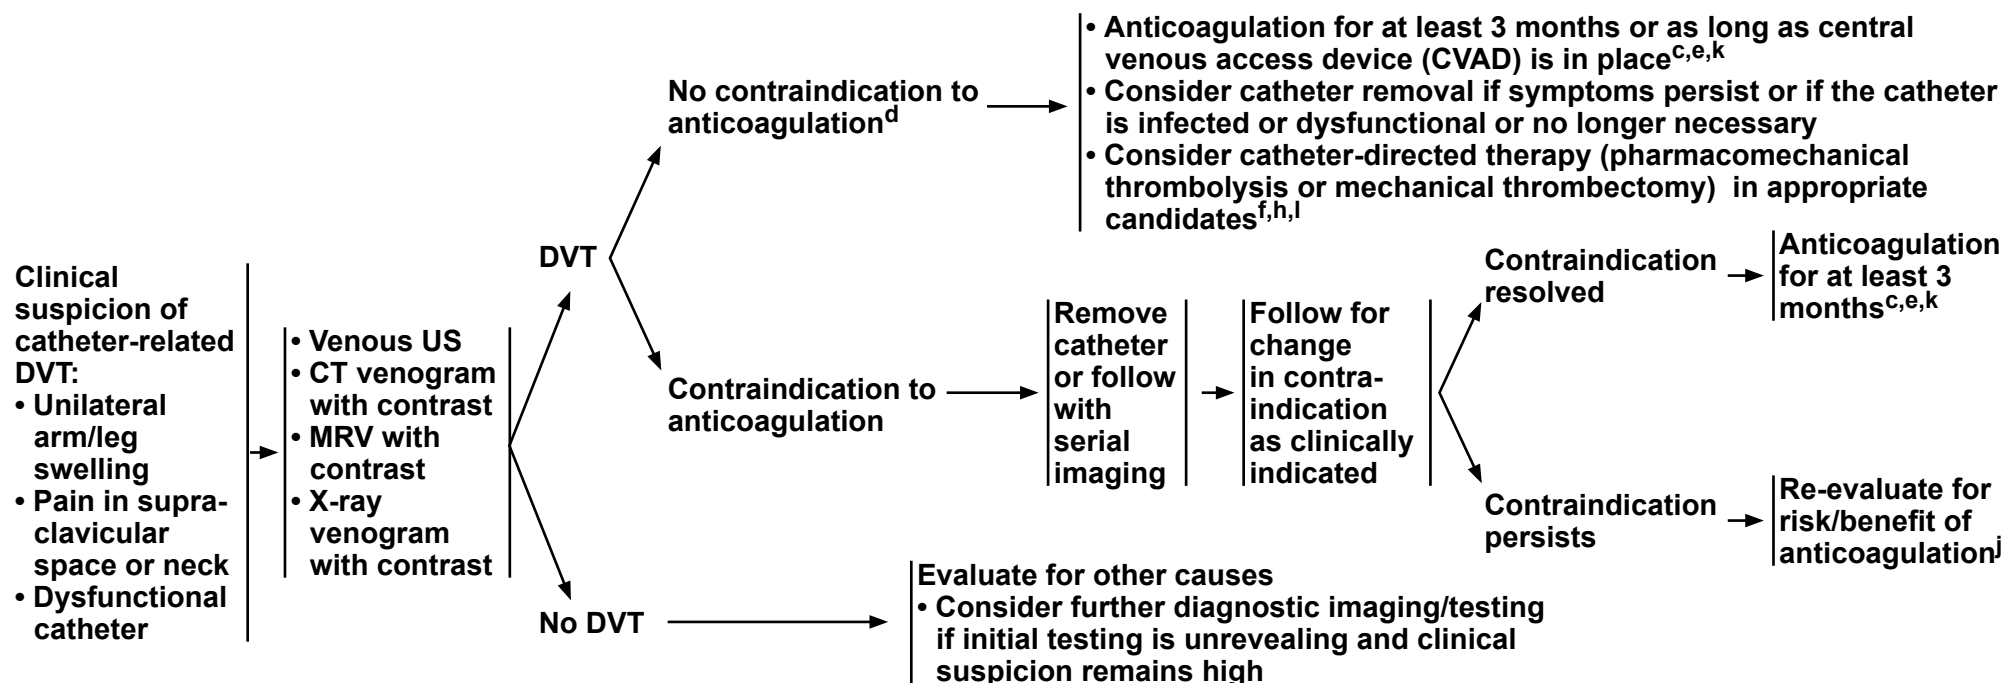 Clinical
suspicion of
catheter-related
DVT:
• Unilateral
arm/leg
swelling
• Pain in supra-
clavicular
space or neck
• Dysfunctional
catheter
• Venous US
• CT venogram
with contrast
• MRV with
contrast
• X-ray
venogram
with contrast
DVT
No contraindication to
anticoagulationd
• Anticoagulation for at least 3 months or as long as central
venous access device (CVAD) is in placec,e,k
• Consider catheter removal if symptoms persist or if the catheter
is infected or dysfunctional or no longer necessary
• Consider catheter-directed therapy (pharmacomechanical
thrombolysis or mechanical thrombectomy) in appropriate
candidatesf,h,l
Contraindication to
anticoagulation
Remove
catheter
or follow
with
serial
imaging
Follow for
change
in contra-
indication
as clinically
indicated
Contraindication
resolved
Anticoagulation
for at least 3
monthsc,e,k
Contraindication
persists
Re-evaluate for
risk/benefit of
anticoagulationj
No DVT
Evaluate for other causes
• Consider further diagnostic imaging/testing
if initial testing is unrevealing and clinical
suspicion remains high